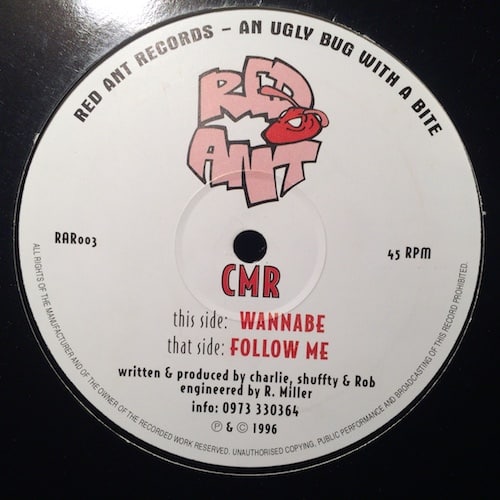 RED ANT RECORDS – AN UGLY BUG WITH A BITE
RED
ANT
RAR003
45 RPM
CMR
this side: WANNABE
that side: FOLLOW ME
written & produced by charlie, shuffty & Rob
engineered by R. Miller
info: 0973 330364
℗ & © 1996
ALL RIGHTS OF THE MANUFACTURER AND OF THE OWNER OF THE RECORDED WORK RESERVED. UNAUTHORISED COPYING, PUBLIC PERFORMANCE AND BROADCASTING OF THIS RECORD PROHIBITED.